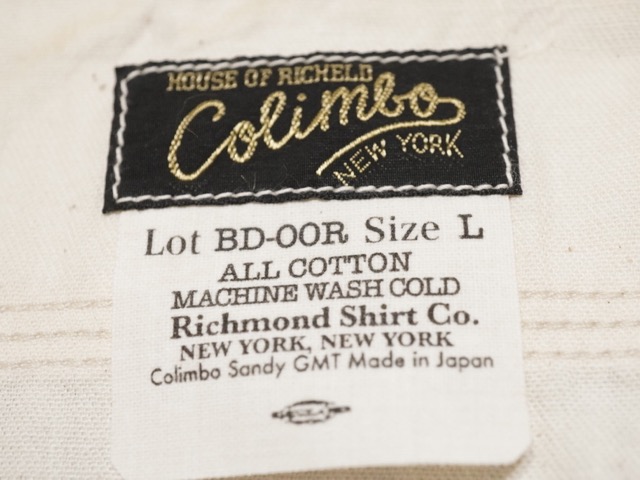 HOUSE OF RICHELD
Colimbo
NEW YORK
Lot BD-00R Size L
ALL COTTON
MACHINE WASH COLD
Richmond Shirt Co.
NEW YORK, NEW YORK
Colimbo Sandy GMT Made in Japan